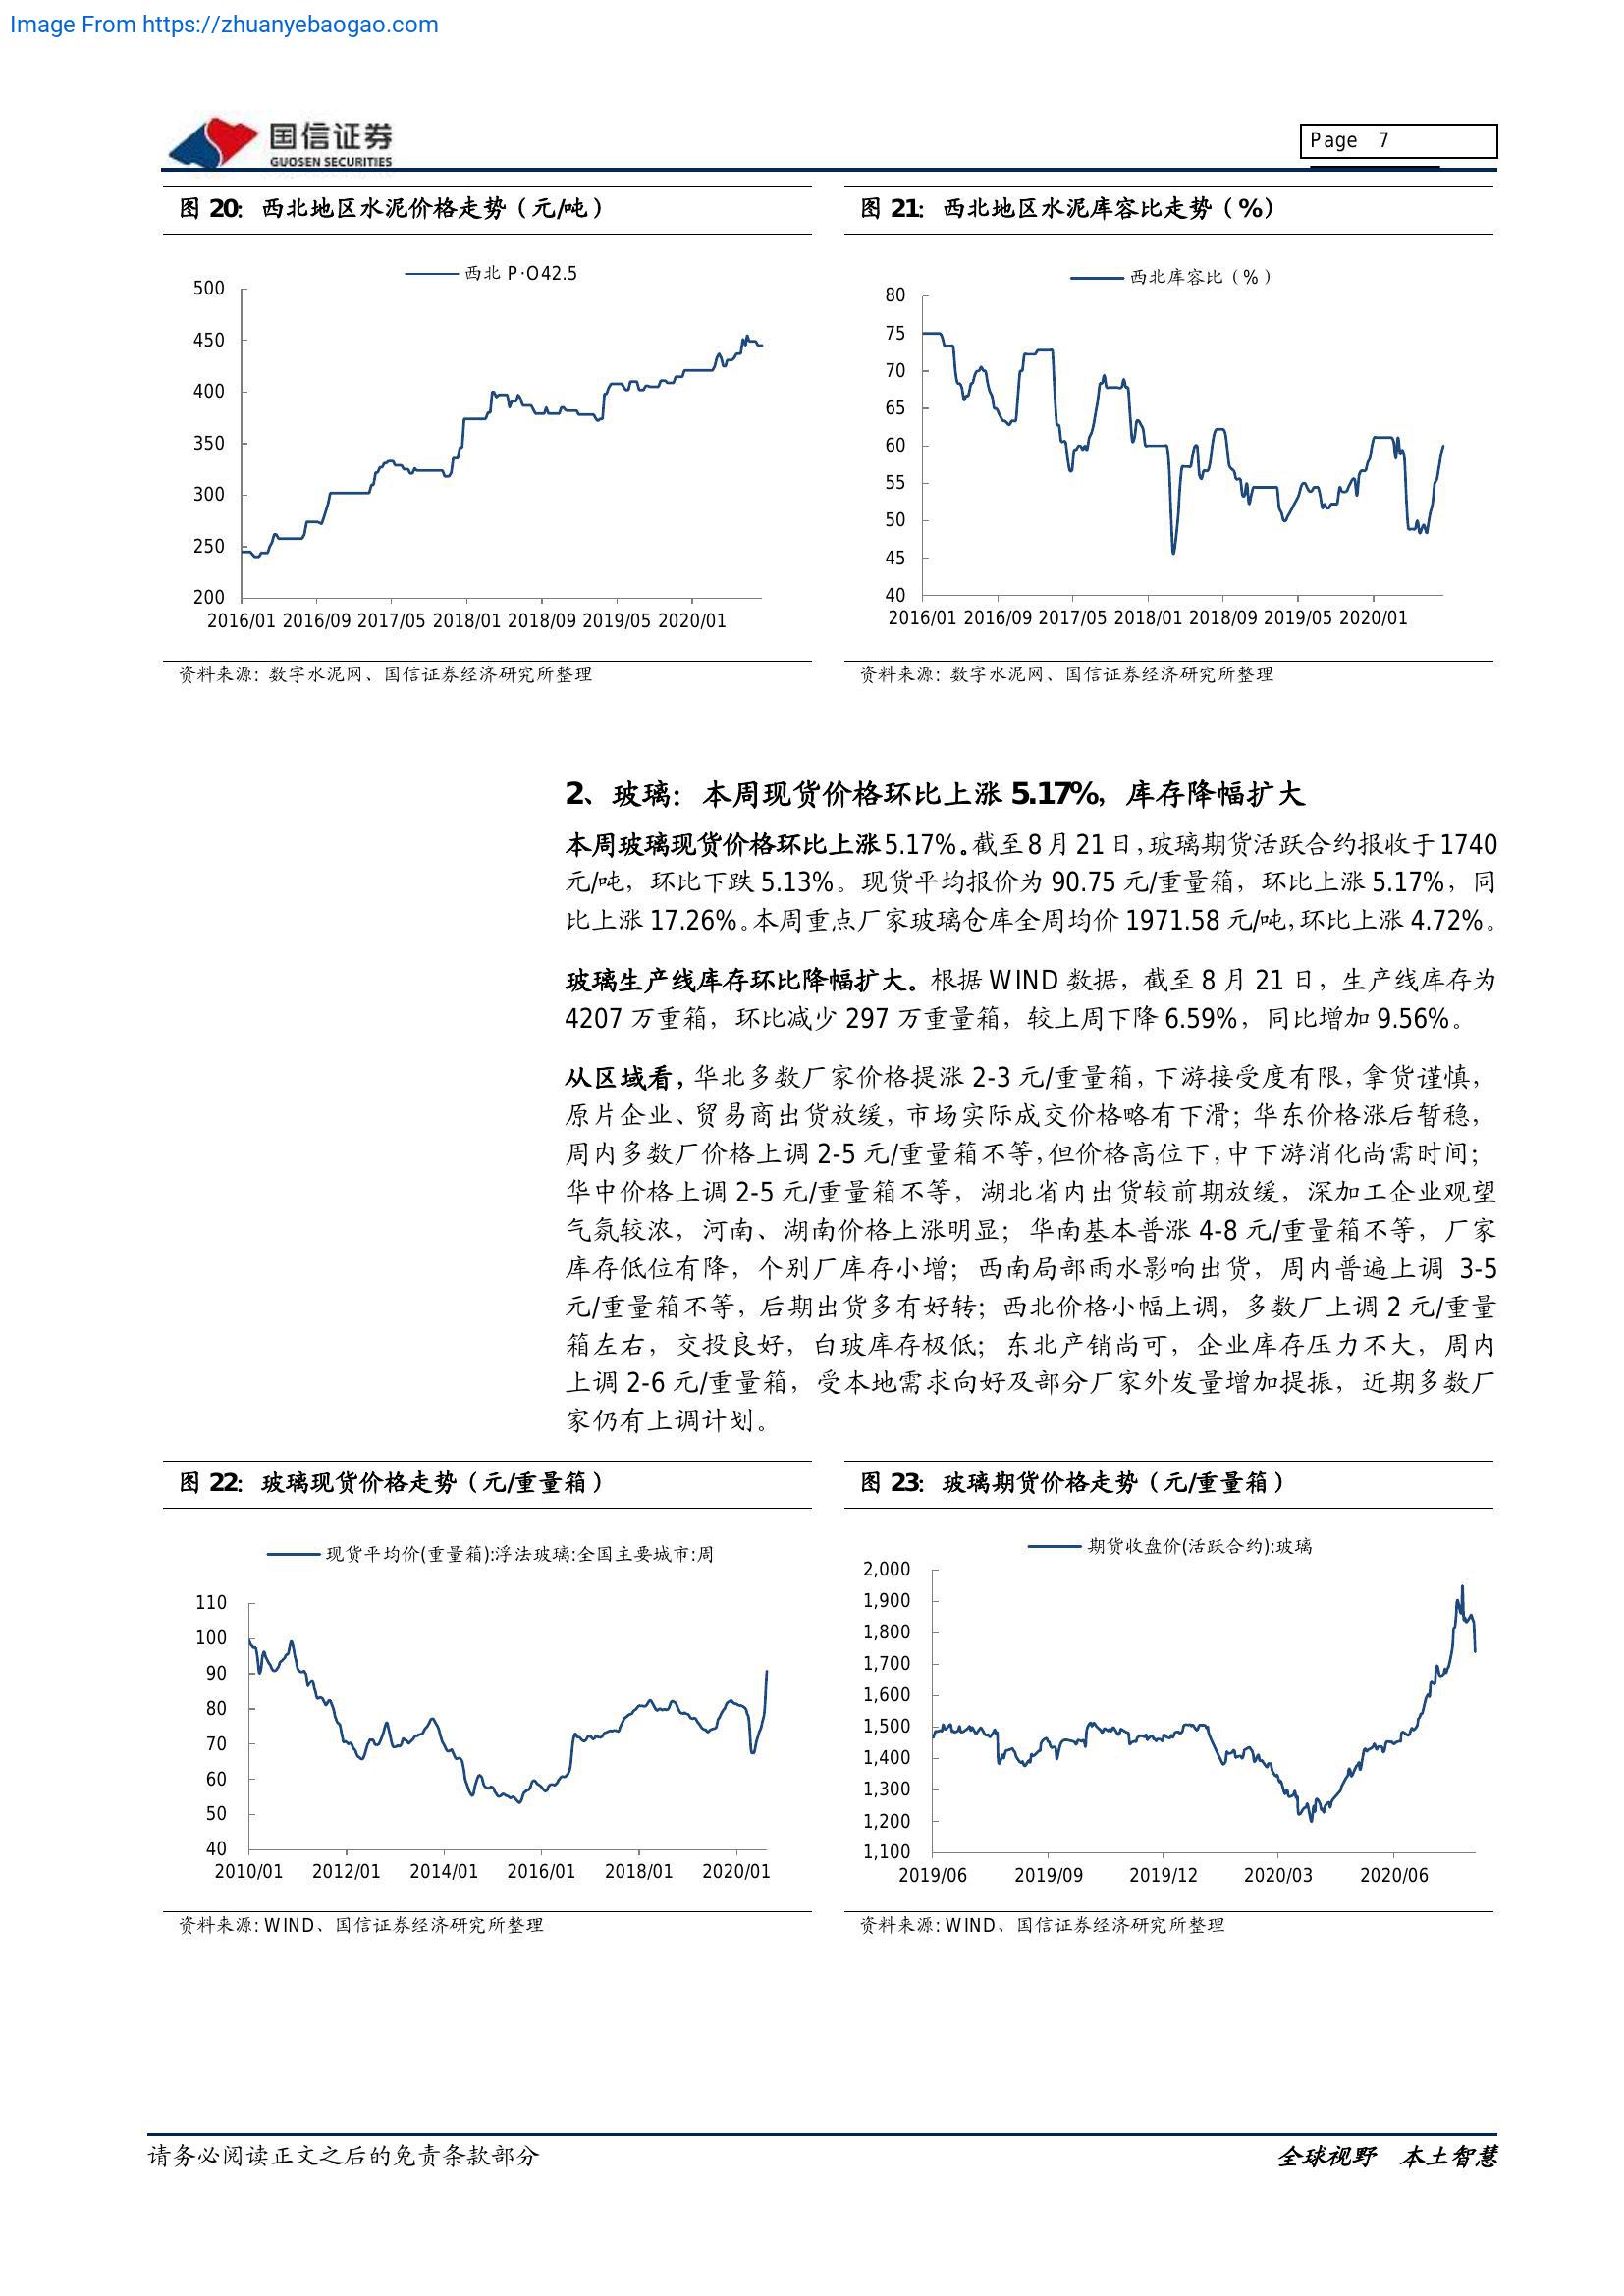 Image From https://zhuanyebaogao.com
国信证券
GUOSEN SECURITIES
Page 7
图 20：西北地区水泥价格走势（元/吨）
西北 P·O42.5
500
450
400
350
300
250
200
2016/01 2016/09 2017/05 2018/01 2018/09 2019/05 2020/01
资料来源：数字水泥网、国信证券经济研究所整理
图 21：西北地区水泥库容比走势（%）
西北库容比（%）
80
75
70
65
60
55
50
45
40
2016/01 2016/09 2017/05 2018/01 2018/09 2019/05 2020/01
资料来源：数字水泥网、国信证券经济研究所整理
2、玻璃：本周现货价格环比上涨 5.17%，库存降幅扩大
本周玻璃现货价格环比上涨 5.17%。截至 8 月 21 日，玻璃期货活跃合约报收于 1740
元/吨，环比下跌 5.13%。现货平均报价为 90.75 元/重量箱，环比上涨 5.17%，同
比上涨 17.26%。本周重点厂家玻璃仓库全周均价 1971.58 元/吨，环比上涨 4.72%。
玻璃生产线库存环比降幅扩大。根据 WIND 数据，截至 8 月 21 日，生产线库存为
4207 万重箱，环比减少 297 万重量箱，较上周下降 6.59%，同比增加 9.56%。
从区域看，华北多数厂家价格提涨 2-3 元/重量箱，下游接受度有限，拿货谨慎，
原片企业、贸易商出货放缓，市场实际成交价格略有下滑；华东价格涨后暂稳，
周内多数厂价格上调 2-5 元/重量箱不等，但价格高位下，中下游消化尚需时间；
华中价格上调 2-5 元/重量箱不等，湖北省内出货较前期放缓，深加工企业观望
气氛较浓，河南、湖南价格上涨明显；华南基本普涨 4-8 元/重量箱不等，厂家
库存低位有降，个别厂库存小增；西南局部雨水影响出货，周内普遍上调 3-5
元/重量箱不等，后期出货多有好转；西北价格小幅上调，多数厂上调 2 元/重量
箱左右，交投良好，白玻库存极低；东北产销尚可，企业库存压力不大，周内
上调 2-6 元/重量箱，受本地需求向好及部分厂家外发量增加提振，近期多数厂
家仍有上调计划。
图 22：玻璃现货价格走势（元/重量箱）
现货平均价(重量箱):浮法玻璃:全国主要城市:周
110
100
90
80
70
60
50
40
2010/01 2012/01 2014/01 2016/01 2018/01 2020/01
资料来源: WIND、国信证券经济研究所整理
图 23：玻璃期货价格走势（元/重量箱）
期货收盘价(活跃合约):玻璃
2,000
1,900
1,800
1,700
1,600
1,500
1,400
1,300
1,200
1,100
2019/06 2019/09 2019/12 2020/03 2020/06
资料来源: WIND、国信证券经济研究所整理
请务必阅读正文之后的免责条款部分
全球视野 本土智慧